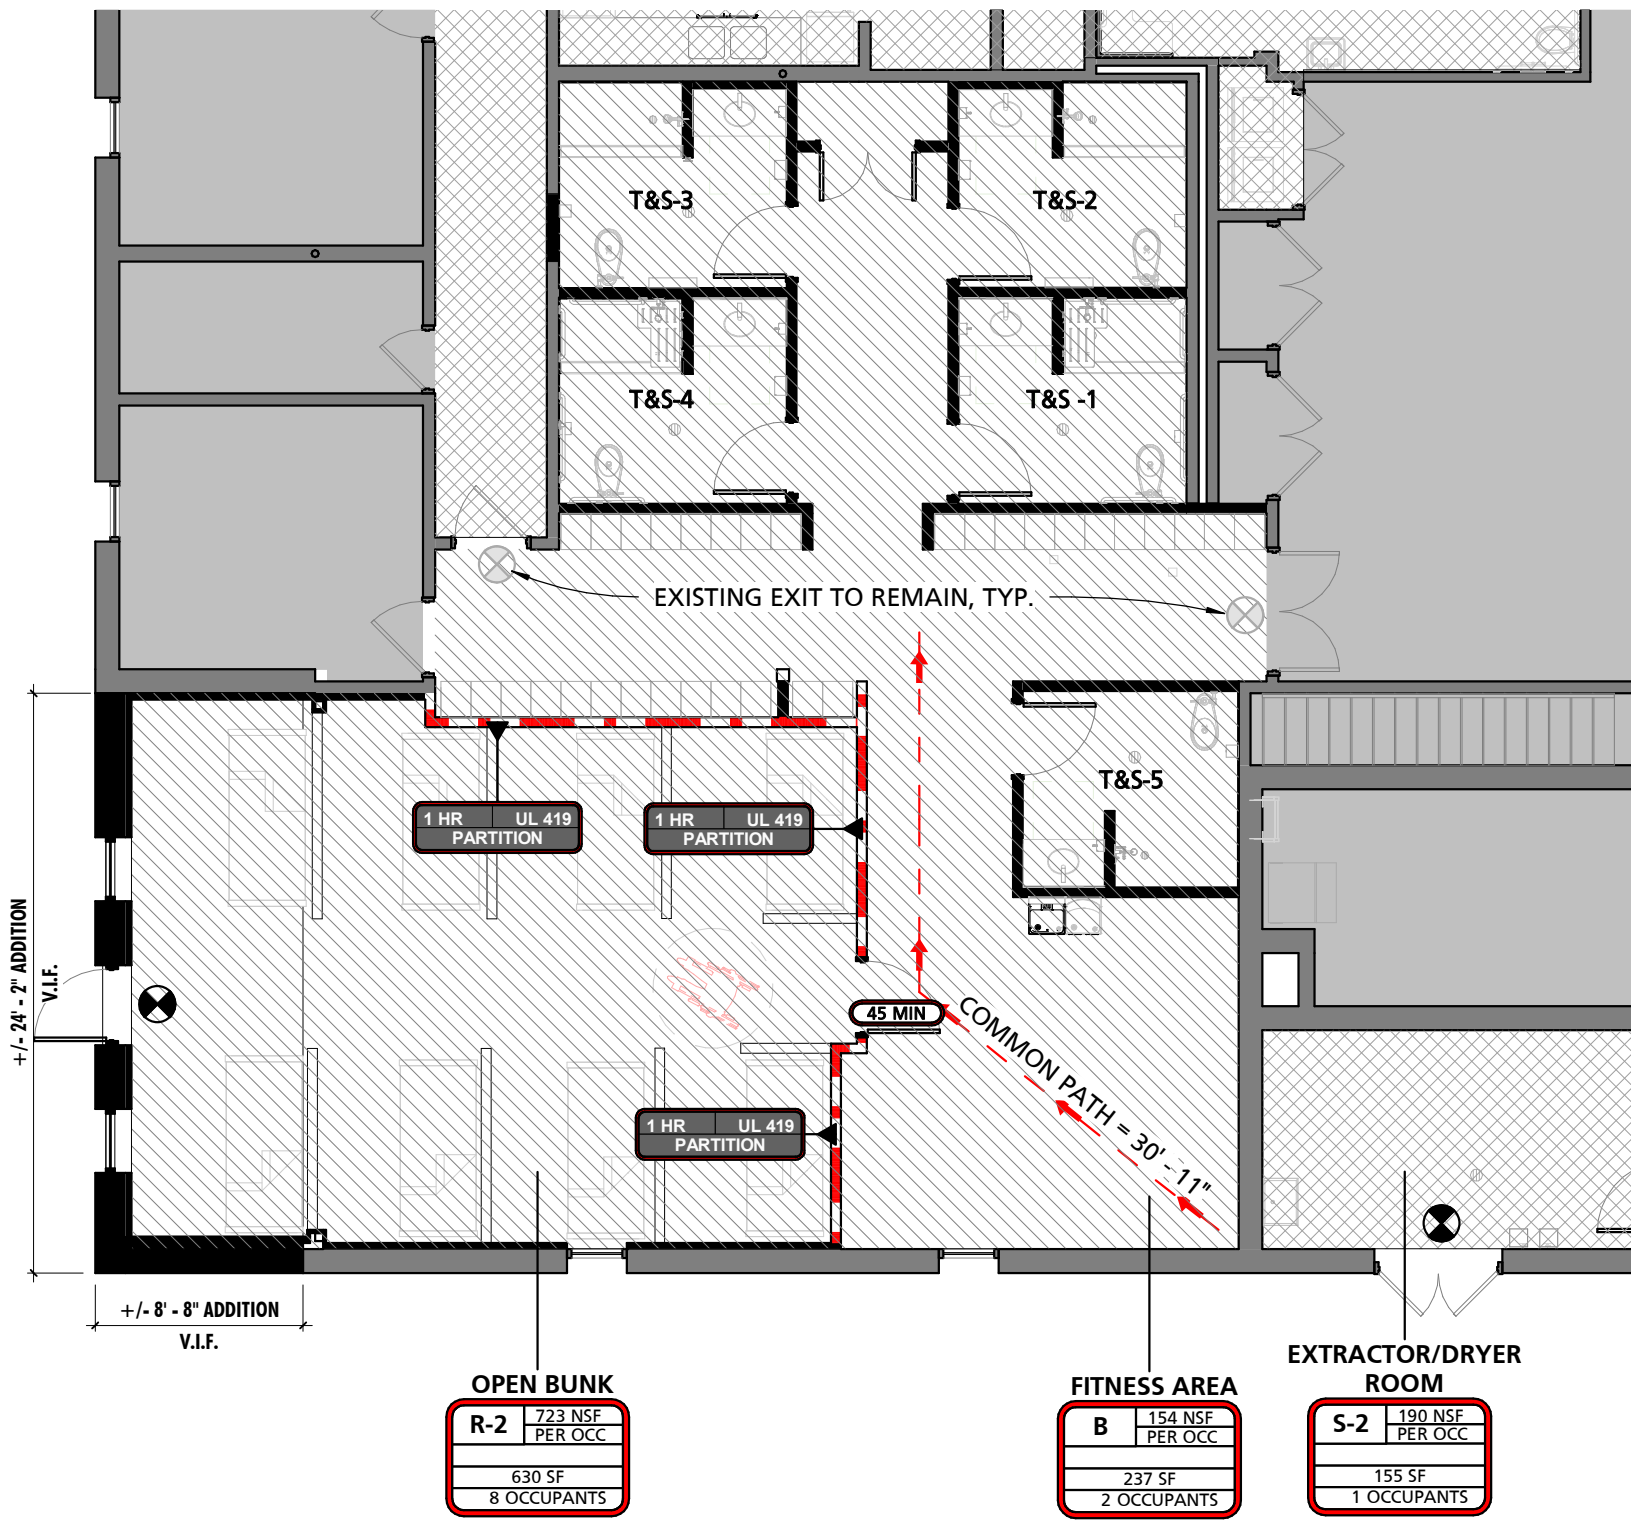 T&S-3
T&S-2
T&S-4
T&S -1
EXISTING EXIT TO REMAIN, TYP.
T&S-5
1 HR UL 419
PARTITION
1 HR UL 419
PARTITION
+/- 24' - 2" ADDITION
V.I.F.
45 MIN
COMMON PATH = 30' - 11"
1 HR UL 419
PARTITION
+/- 8' - 8" ADDITION
V.I.F.
OPEN BUNK
R-2 723 NSF
PER OCC
630 SF
8 OCCUPANTS
FITNESS AREA
B 154 NSF
PER OCC
237 SF
2 OCCUPANTS
EXTRACTOR/DRYER
ROOM
S-2 190 NSF
PER OCC
155 SF
1 OCCUPANTS